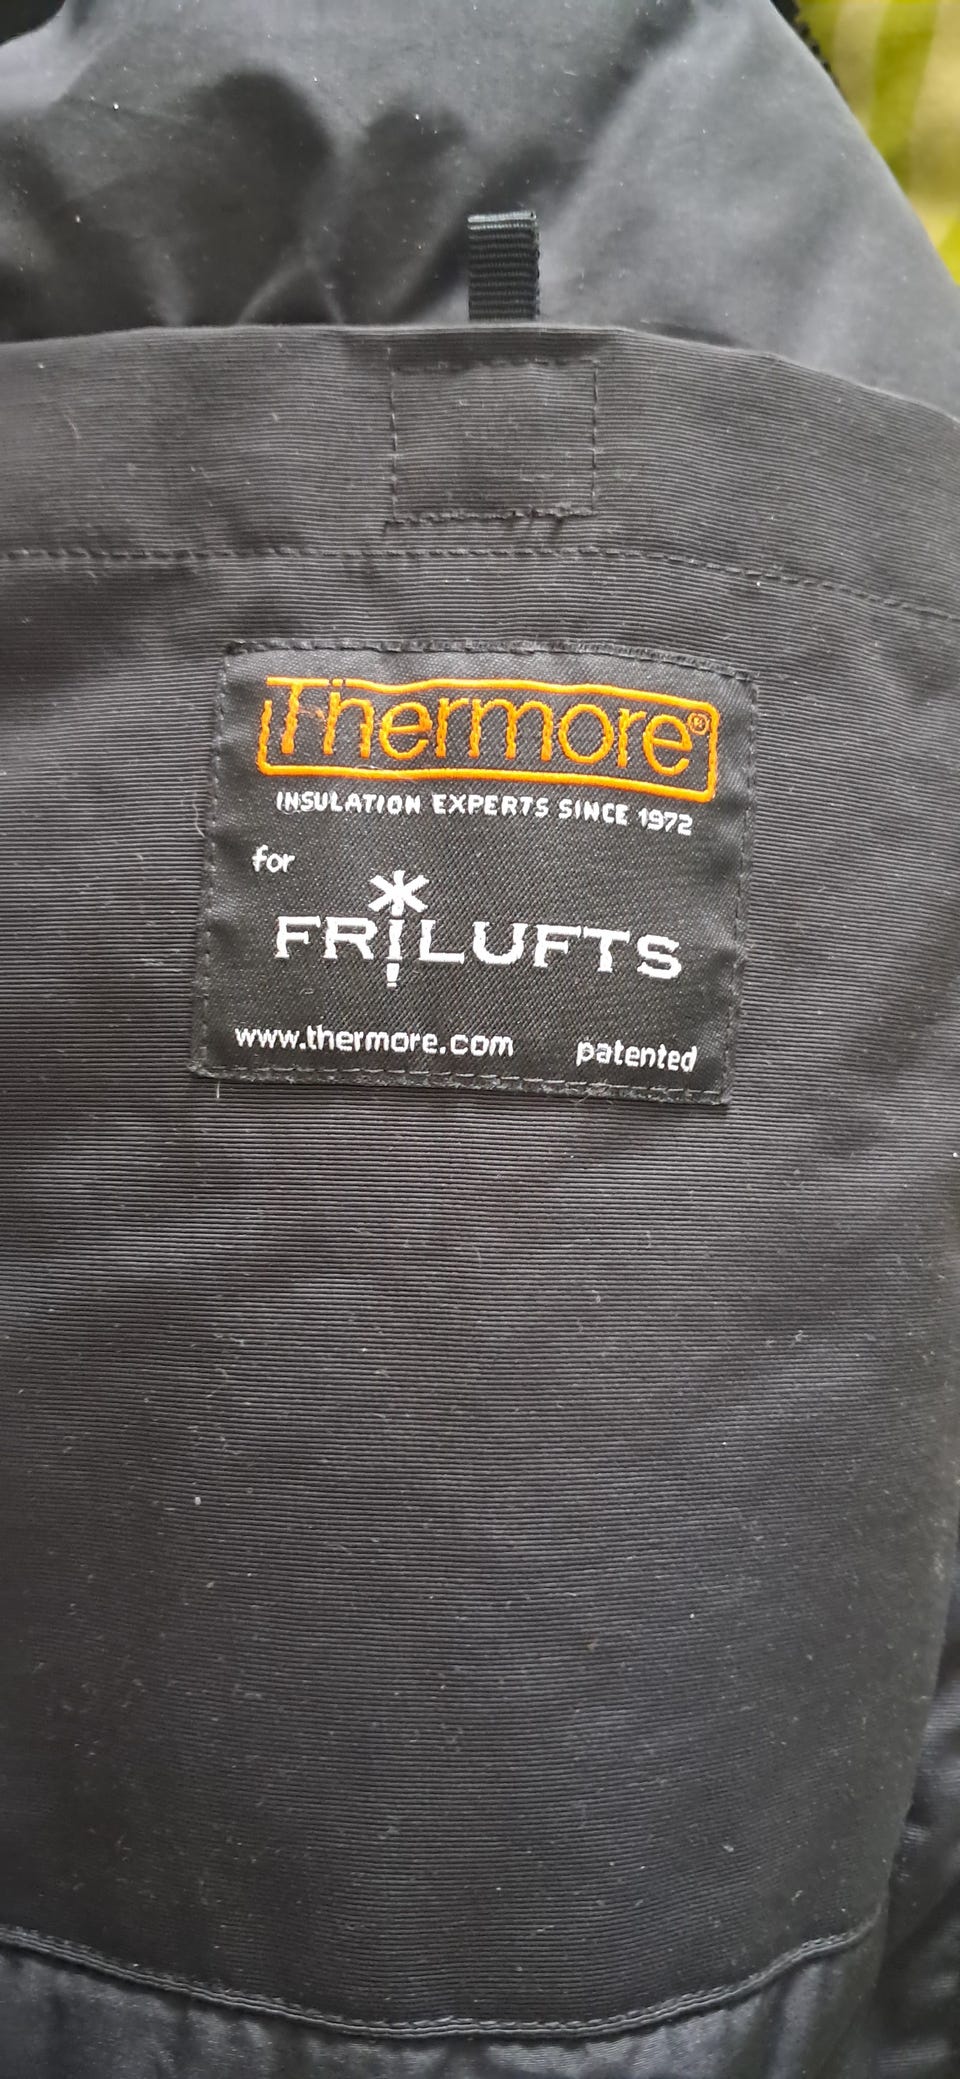 Thermore®
INSULATION EXPERTS SINCE 1972
for
FRILUFTS
www.thermore.com patented